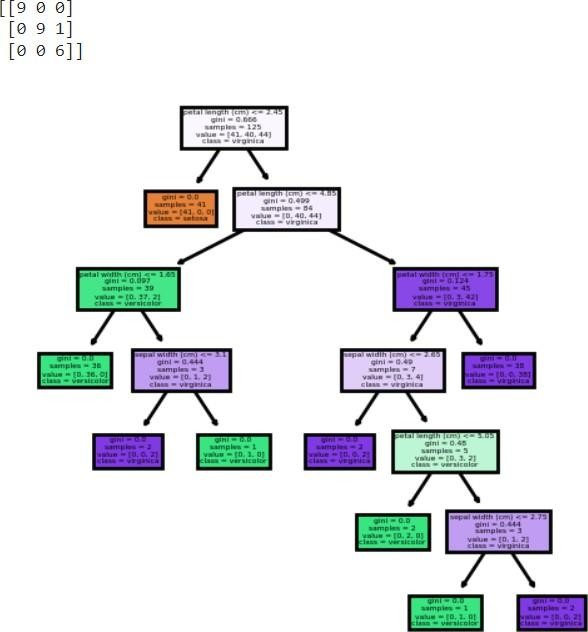 [[9 0 0]
[0 9 1]
[0 0 6]]
petal length (cm) <= 2.45
gini = 0.666
samples = 125
value = [41, 40, 44]
class = virginica
gini = 0.0
samples = 41
value = [41, 0, 0]
class = setosa
petal length (cm) <= 4.85
gini = 0.499
samples = 84
value = [0, 40, 44]
class = virginica
petal width (cm) <= 1.65
gini = 0.097
samples = 39
value = [0, 37, 2]
class = versicolor
petal width (cm) <= 1.75
gini = 0.124
samples = 45
value = [0, 3, 42]
class = virginica
gini = 0.0
samples = 36
value = [0, 36, 0]
class = versicolor
sepal width (cm) <= 3.1
gini = 0.444
samples = 3
value = [0, 1, 2]
class = virginica
sepal width (cm) <= 2.65
gini = 0.49
samples = 7
value = [0, 3, 4]
class = virginica
gini = 0.0
samples = 38
value = [0, 0, 38]
class = virginica
gini = 0.0
samples = 2
value = [0, 0, 2]
class = virginica
gini = 0.0
samples = 1
value = [0, 1, 0]
class = versicolor
gini = 0.0
samples = 2
value = [0, 0, 2]
class = virginica
petal length (cm) <= 5.05
gini = 0.48
samples = 5
value = [0, 3, 2]
class = versicolor
gini = 0.0
samples = 2
value = [0, 2, 0]
class = versicolor
sepal width (cm) <= 2.75
gini = 0.444
samples = 3
value = [0, 1, 2]
class = virginica
gini = 0.0
samples = 1
value = [0, 1, 0]
class = versicolor
gini = 0.0
samples = 2
value = [0, 0, 2]
class = virginica